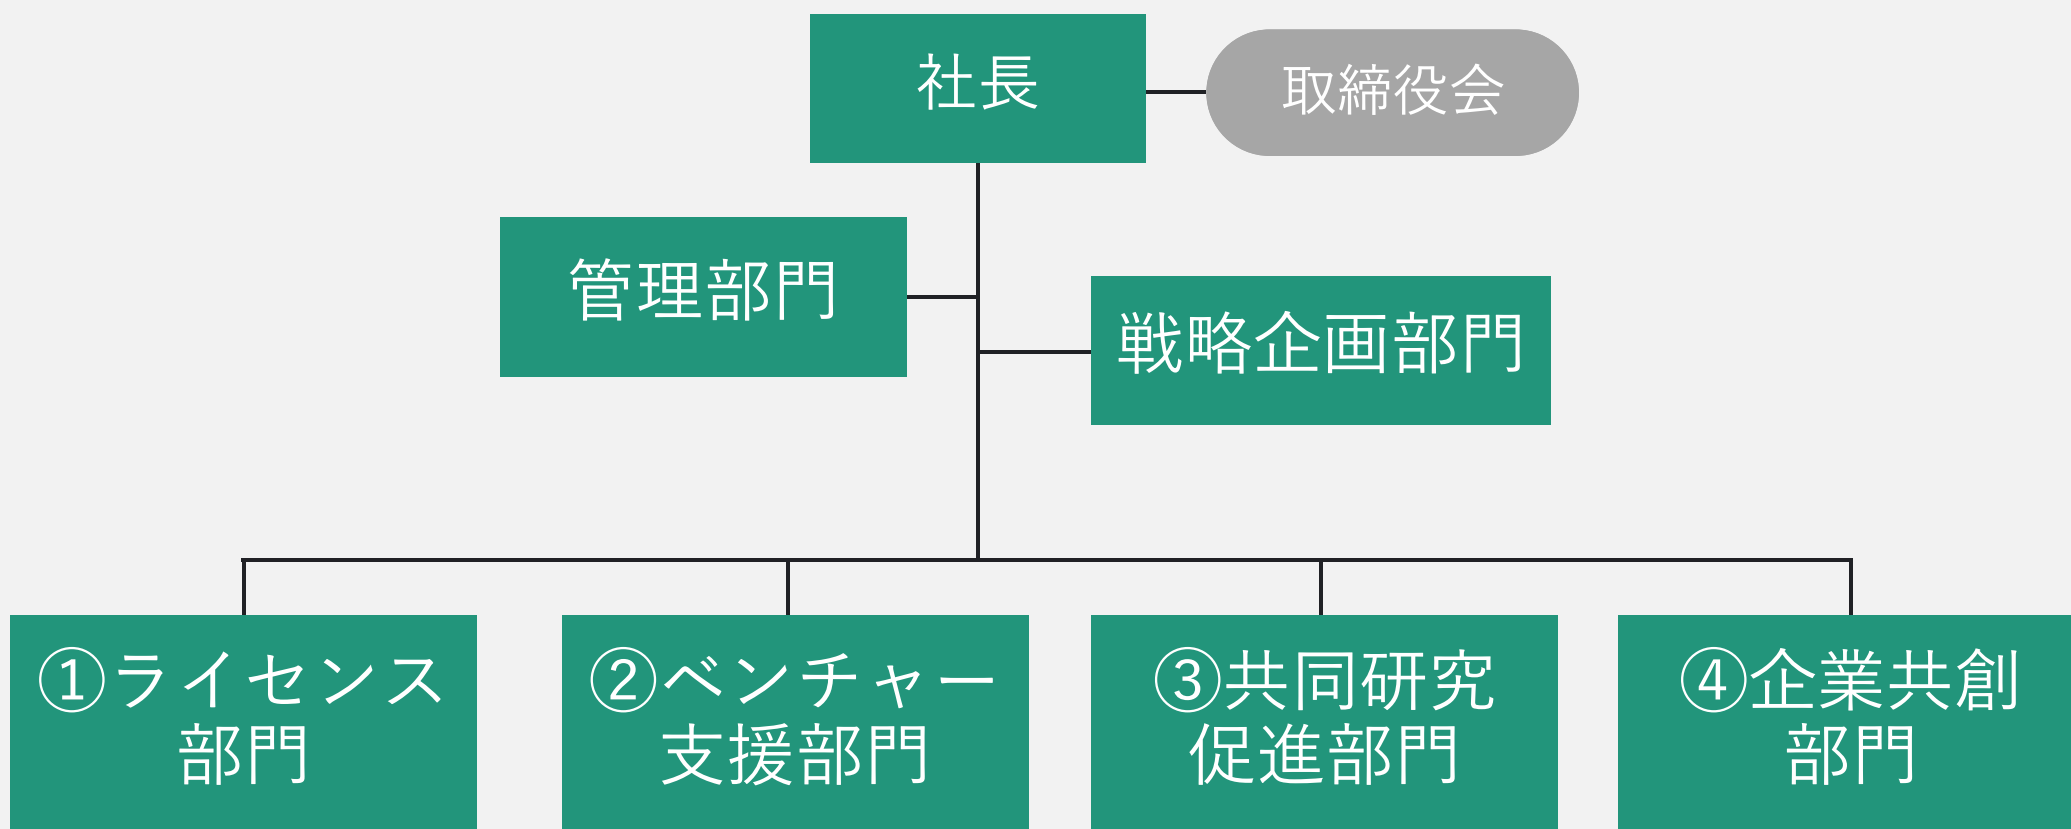 社長
取締役会
管理部門
戦略企画部門
①ライセンス
部門
②ベンチャー
支援部門
③共同研究
促進部門
④企業共創
部門